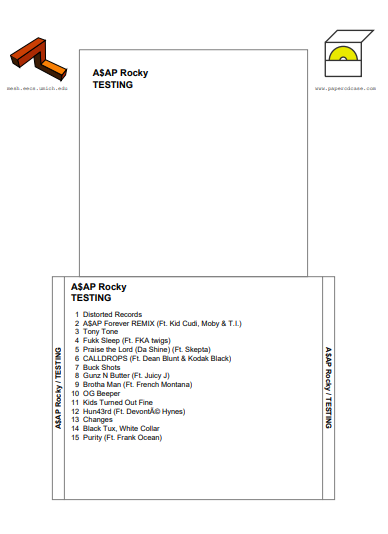 mesh.eecs.umich.edu
www.papercdcase.com
A$AP Rocky
TESTING
A$AP Rocky
TESTING
1 Distorted Records
2 A$AP Forever REMIX (Ft. Kid Cudi, Moby & T.I.)
3 Tony Tone
4 Fukk Sleep (Ft. FKA twigs)
5 Praise the Lord (Da Shine) (Ft. Skepta)
6 CALLDROPS (Ft. Dean Blunt & Kodak Black)
7 Buck Shots
8 Gunz N Butter (Ft. Juicy J)
9 Brotha Man (Ft. French Montana)
10 OG Beeper
11 Kids Turned Out Fine
12 Hun43rd (Ft. Devonté Hynes)
13 Changes
14 Black Tux, White Collar
15 Purity (Ft. Frank Ocean)
A$AP Rocky / TESTING
A$AP Rocky / TESTING